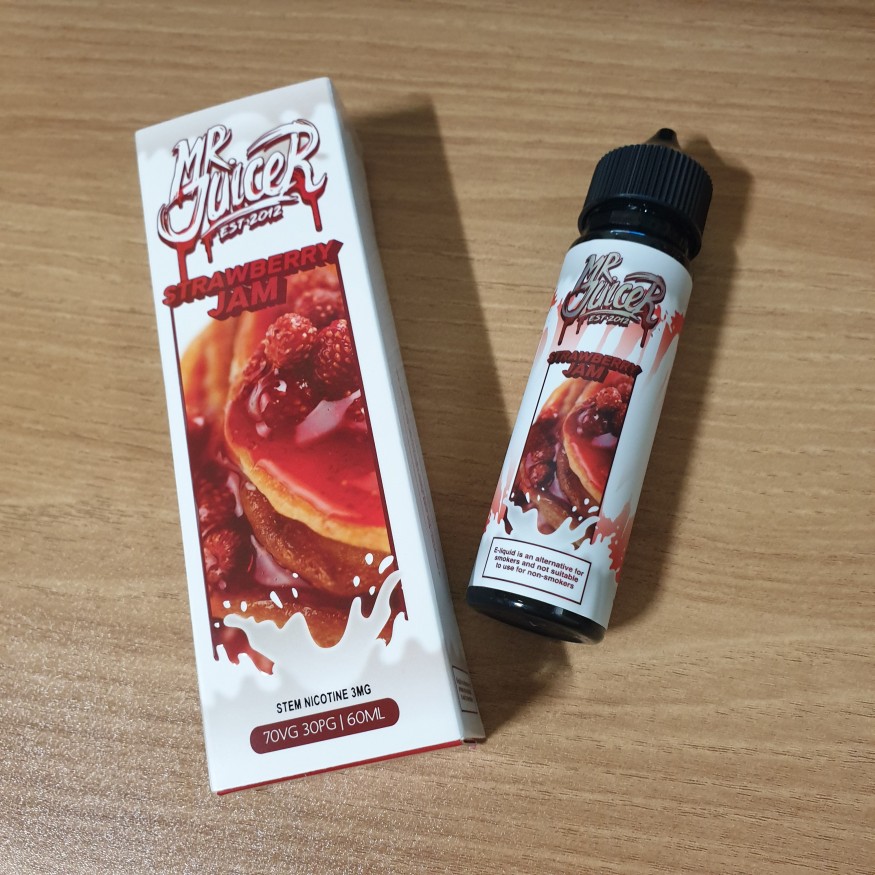 MR.
JuiceR
EST-2012
STRAWBERRY
JAM
STEM NICOTINE 3MG
70VG 30PG | 60ML
MR.
JuiceR
EST-2012
STRAWBERRY
JAM
E-liquid is an alternative for
smokers and not suitable
to use for non-smokers